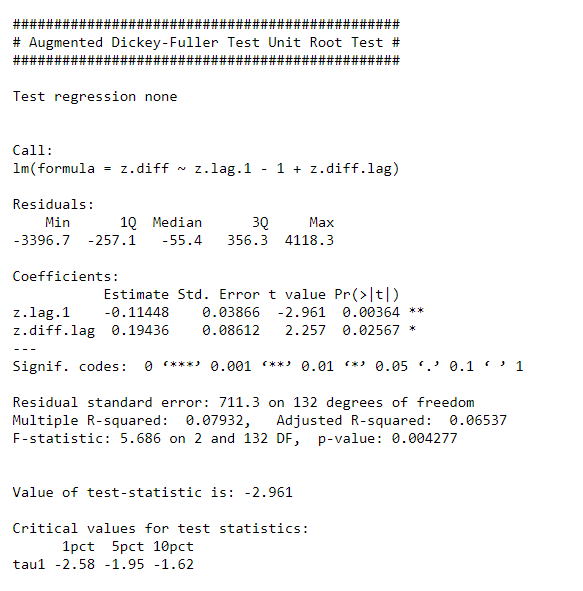 ###############################################
# Augmented Dickey-Fuller Test Unit Root Test #
###############################################

Test regression none


Call:
lm(formula = z.diff ~ z.lag.1 - 1 + z.diff.lag)

Residuals:
    Min      1Q  Median      3Q     Max
-3396.7  -257.1   -55.4   356.3  4118.3

Coefficients:
           Estimate Std. Error t value Pr(>|t|)
z.lag.1    -0.11448    0.03866  -2.961  0.00364 **
z.diff.lag  0.19436    0.08612   2.257  0.02567 *
---
Signif. codes:  0 ‘***’ 0.001 ‘**’ 0.01 ‘*’ 0.05 ‘.’ 0.1 ‘ ’ 1

Residual standard error: 711.3 on 132 degrees of freedom
Multiple R-squared:  0.07932,   Adjusted R-squared:  0.06537
F-statistic: 5.686 on 2 and 132 DF,  p-value: 0.004277


Value of test-statistic is: -2.961

Critical values for test statistics:
      1pct  5pct 10pct
tau1 -2.58 -1.95 -1.62